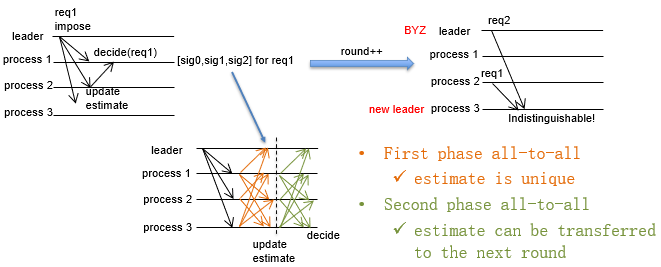 req1
impose
leader
decide(req1)
process 1
[sig0,sig1,sig2] for req1
process 2
update
estimate
process 3
round++
BYZ
req2
leader
process 1
process 2
req1
new leader
process 3
Indistinguishable!
leader
process 1
process 2
process 3
update
estimate
decide
• First phase all-to-all
✓ estimate is unique
• Second phase all-to-all
✓ estimate can be transferred
to the next round